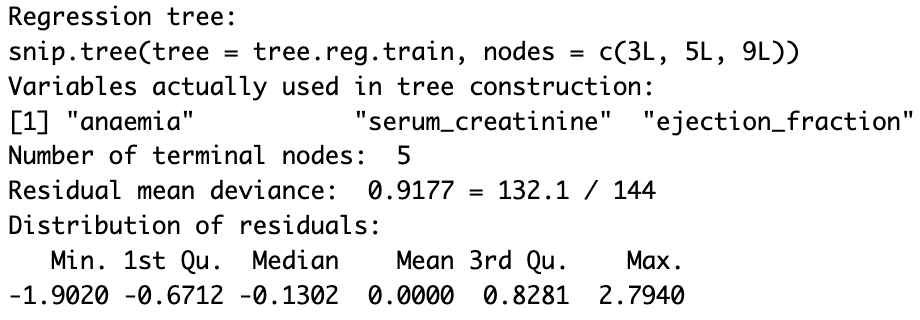 Regression tree:
snip.tree(tree = tree.reg.train, nodes = c(3L, 5L, 9L))
Variables actually used in tree construction:
[1] "anaemia"          "serum_creatinine"  "ejection_fraction"
Number of terminal nodes:  5
Residual mean deviance:  0.9177 = 132.1 / 144
Distribution of residuals:
   Min. 1st Qu.  Median    Mean 3rd Qu.    Max.
-1.9020 -0.6712 -0.1302  0.0000  0.8281  2.7940